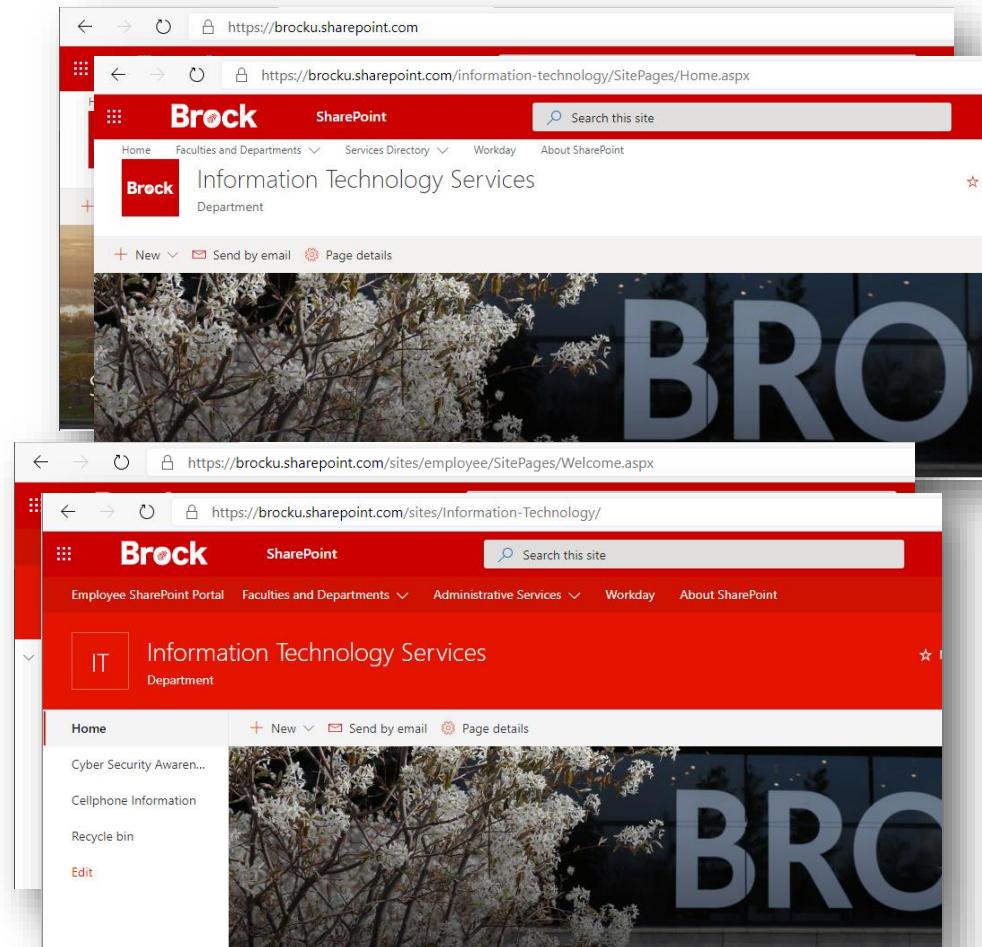 https://brocku.sharepoint.com
https://brocku.sharepoint.com/information-technology/SitePages/Home.aspx
Brock SharePoint Search this site
Home Faculties and Departments Services Directory Workday About SharePoint
Brock Information Technology Services
Department
New Send by email Page details
BRO
https://brocku.sharepoint.com/sites/employee/SitePages/Welcome.aspx
https://brocku.sharepoint.com/sites/Information-Technology/
Brock SharePoint Search this site
Employee SharePoint Portal Faculties and Departments Administrative Services Workday About SharePoint
IT Information Technology Services
Department
Home New Send by email Page details
Cyber Security Awaren...
Cellphone Information
Recycle bin
Edit
BRO